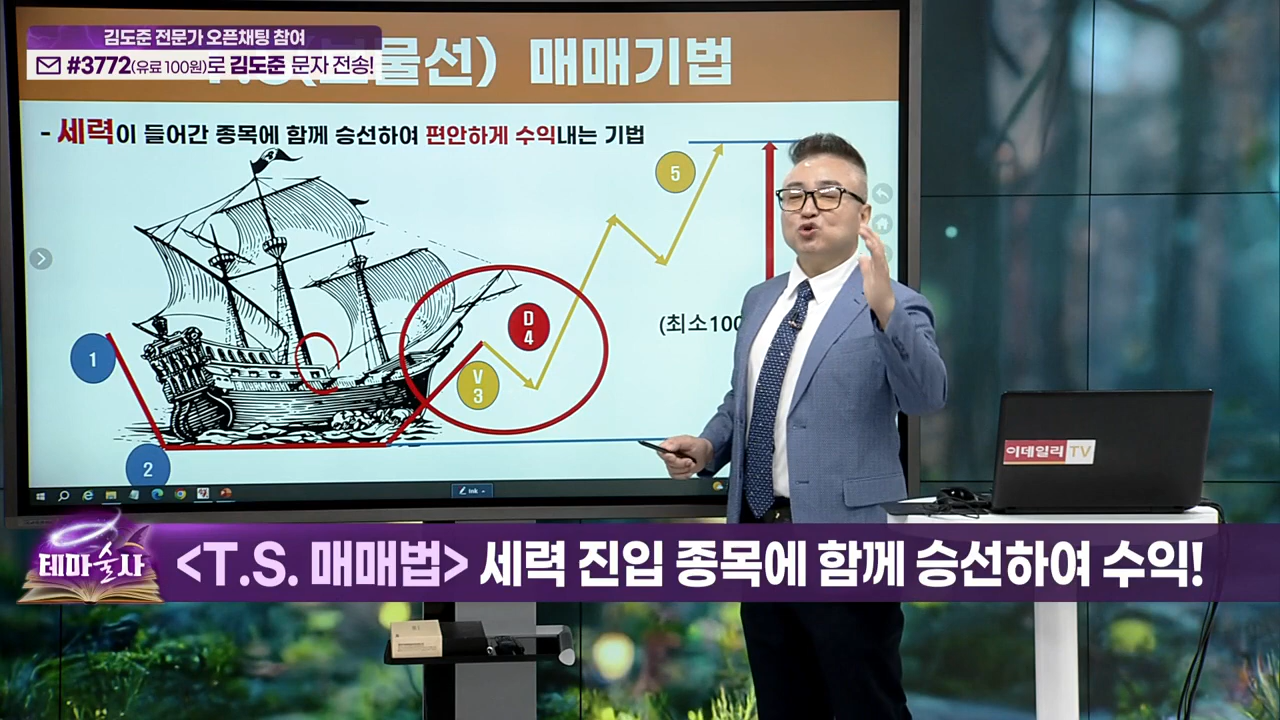 김도준 전문가 오픈채팅 참여
#3772(유료 100원)로 김도준 문자 전송!
매매기법
- 세력이 들어간 종목에 함께 승선하여 편안하게 수익내는 기법
5
D
4
(최소100
1
V
3
2
Ink
이데일리 TV
테마술사
<T.S. 매매법> 세력 진입 종목에 함께 승선하여 수익!